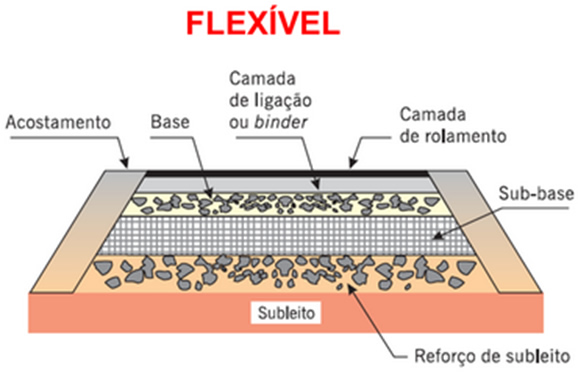 FLEXÍVEL
Camada
de ligação
ou binder
Acostamento
Base
Camada
de rolamento
Sub-base
Subleito
Reforço de subleito